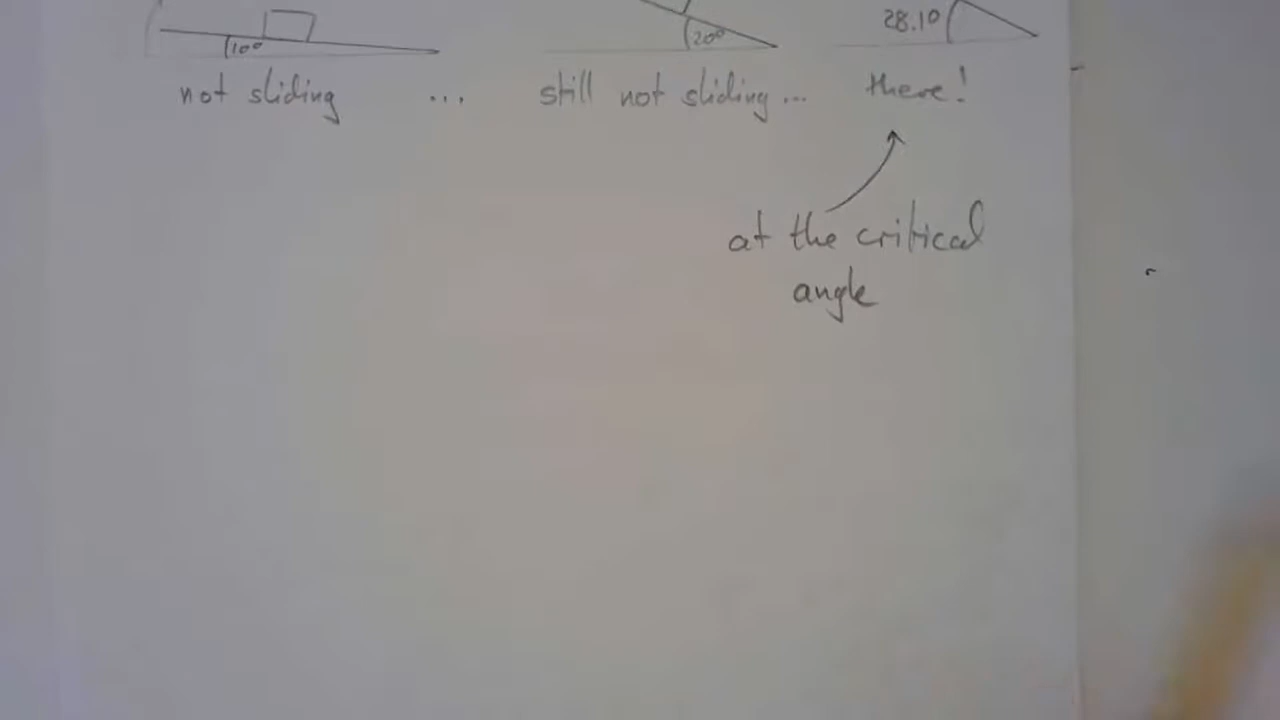 10° 20° 28.1°
not sliding ... still not sliding... there!
at the critical
angle